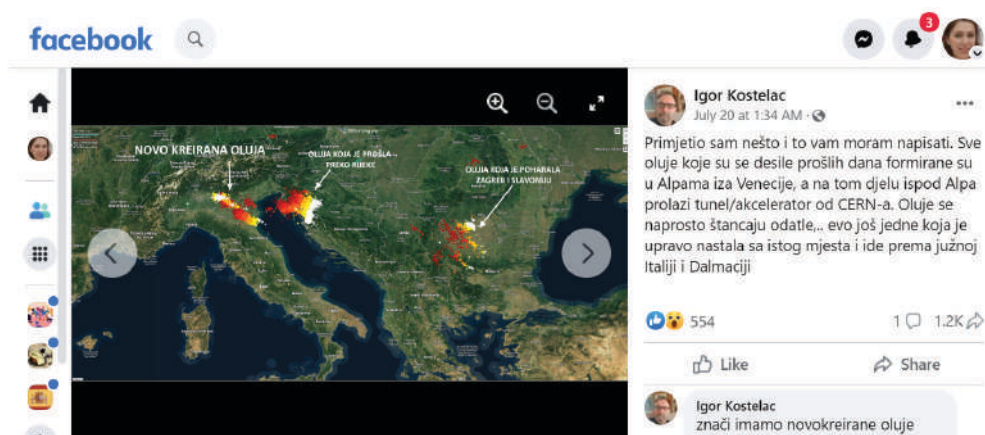 facebook
3
NOVO KREIRANA OLUJA
OLUJA KOJA JE PROŠLA
PREKO RIJEKE
OLUJA KOJA JE POHARALA
ZAGREB I SLAVONIJU
Igor Kostelac
July 20 at 1:34 AM ·
Primjetio sam nešto i to vam moram napisati. Sve
oluje koje su se desile prošlih dana formirane su
u Alpama iza Venecije, a na tom djelu ispod Alpa
prolazi tunel/akcelerator od CERN-a. Oluje se
naprosto štancaju odatle,.. evo još jedne koja je
upravo nastala sa istog mjesta i ide prema južnoj
Italiji i Dalmaciji
554
1
1.2K
Like
Share
Igor Kostelac
znači imamo novokreirane oluje